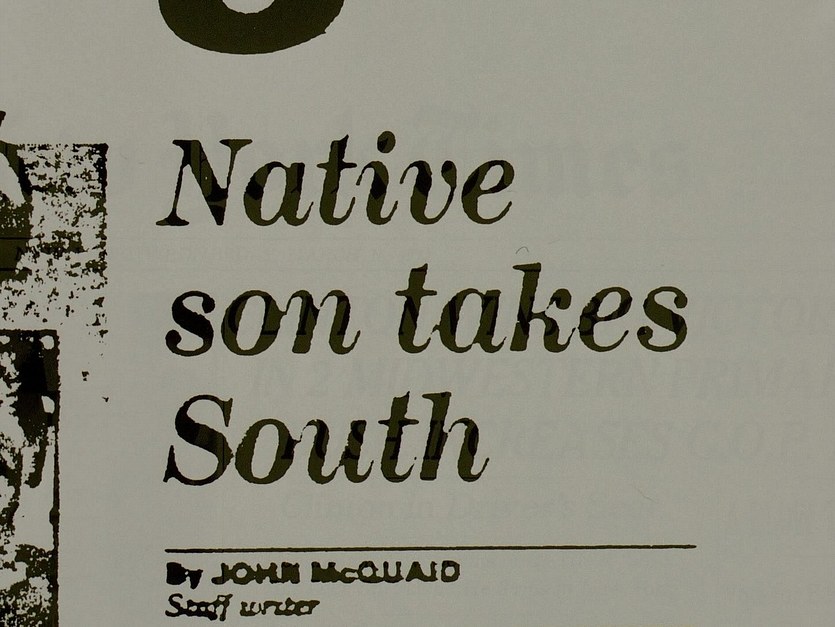 Native
son takes
South
By JOHN McQUAID
Staff writer